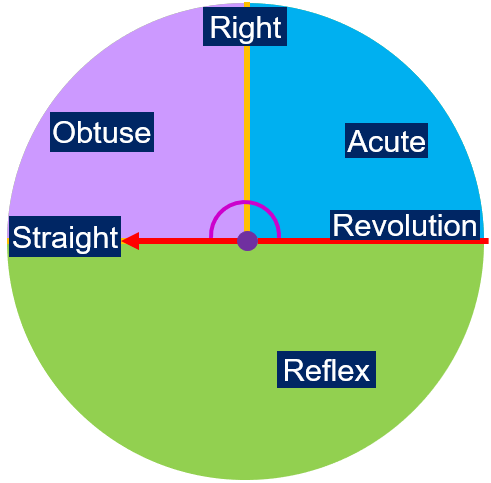 Right
Obtuse
Acute
Revolution
Straight
Reflex